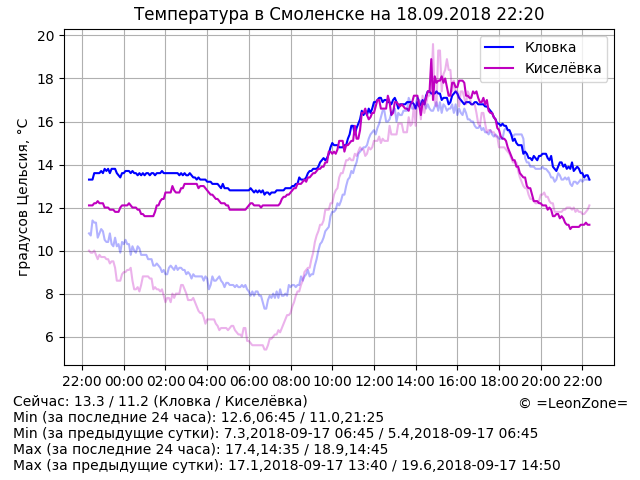 Температура в Смоленске на 18.09.2018 22:20
градусов Цельсия, °C
20
18
16
14
12
10
8
6
Кловка
Киселёвка
22:00 00:00 02:00 04:00 06:00 08:00 10:00 12:00 14:00 16:00 18:00 20:00 22:00
Сейчас: 13.3 / 11.2 (Кловка / Киселёвка)
© =LeonZone=
Min (за последние 24 часа): 12.6,06:45 / 11.0,21:25
Min (за предыдущие сутки): 7.3,2018-09-17 06:45 / 5.4,2018-09-17 06:45
Max (за последние 24 часа): 17.4,14:35 / 18.9,14:45
Max (за предыдущие сутки): 17.1,2018-09-17 13:40 / 19.6,2018-09-17 14:50